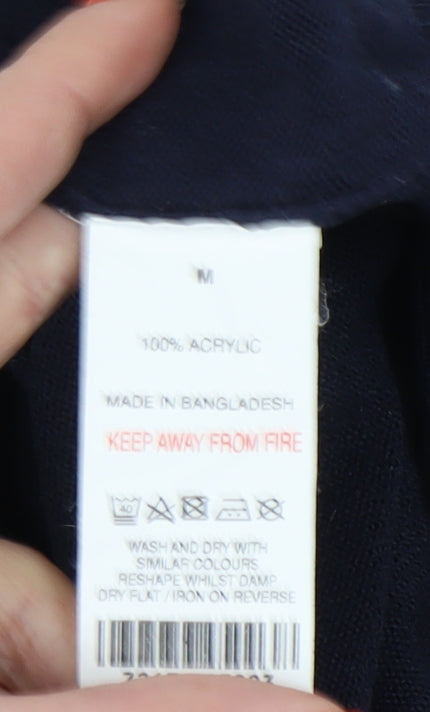 M
100% ACRYLIC
MADE IN BANGLADESH
KEEP AWAY FROM FIRE
40
WASH AND DRY WITH
SIMILAR COLOURS
RESHAPE WHILST DAMP
DRY FLAT / IRON ON REVERSE